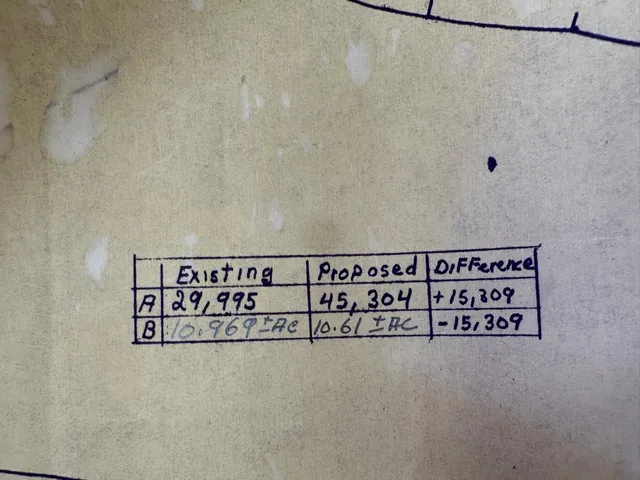 Existing Proposed Difference
A 29,995 45,304 +15,309
B 10.969 ±AC 10.61 ±AC -15,309